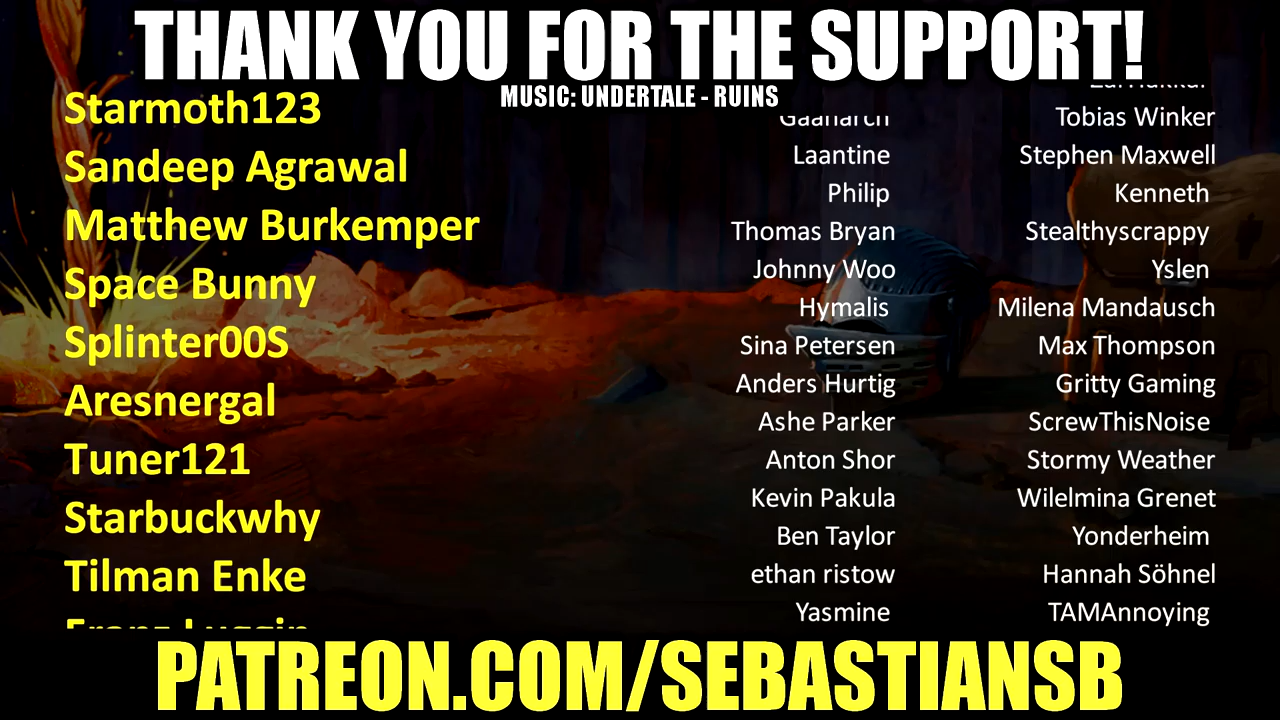 THANK YOU FOR THE SUPPORT!
MUSIC: UNDERTALE - RUINS
Starmoth123
Sandeep Agrawal
Matthew Burkemper
Space Bunny
Splinter00S
Aresnergal
Tuner121
Starbuckwhy
Tilman Enke
Laantine
Philip
Thomas Bryan
Johnny Woo
Hymalis
Sina Petersen
Anders Hurtig
Ashe Parker
Anton Shor
Kevin Pakula
Ben Taylor
ethan ristow
Yasmine
Tobias Winker
Stephen Maxwell
Kenneth
Stealthyscrappy
Yslen
Milena Mandausch
Max Thompson
Gritty Gaming
ScrewThisNoise
Stormy Weather
Wilelmina Grenet
Yonderheim
Hannah Söhnel
TAMAnnoying
PATREON.COM/SEBASTIANSB